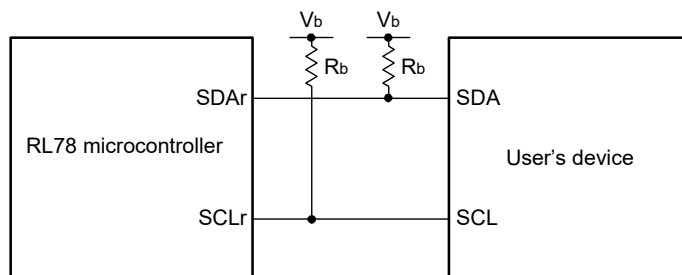 Vb
Vb
Rb
Rb
SDAr
SDA
RL78 microcontroller
User's device
SCLr
SCL